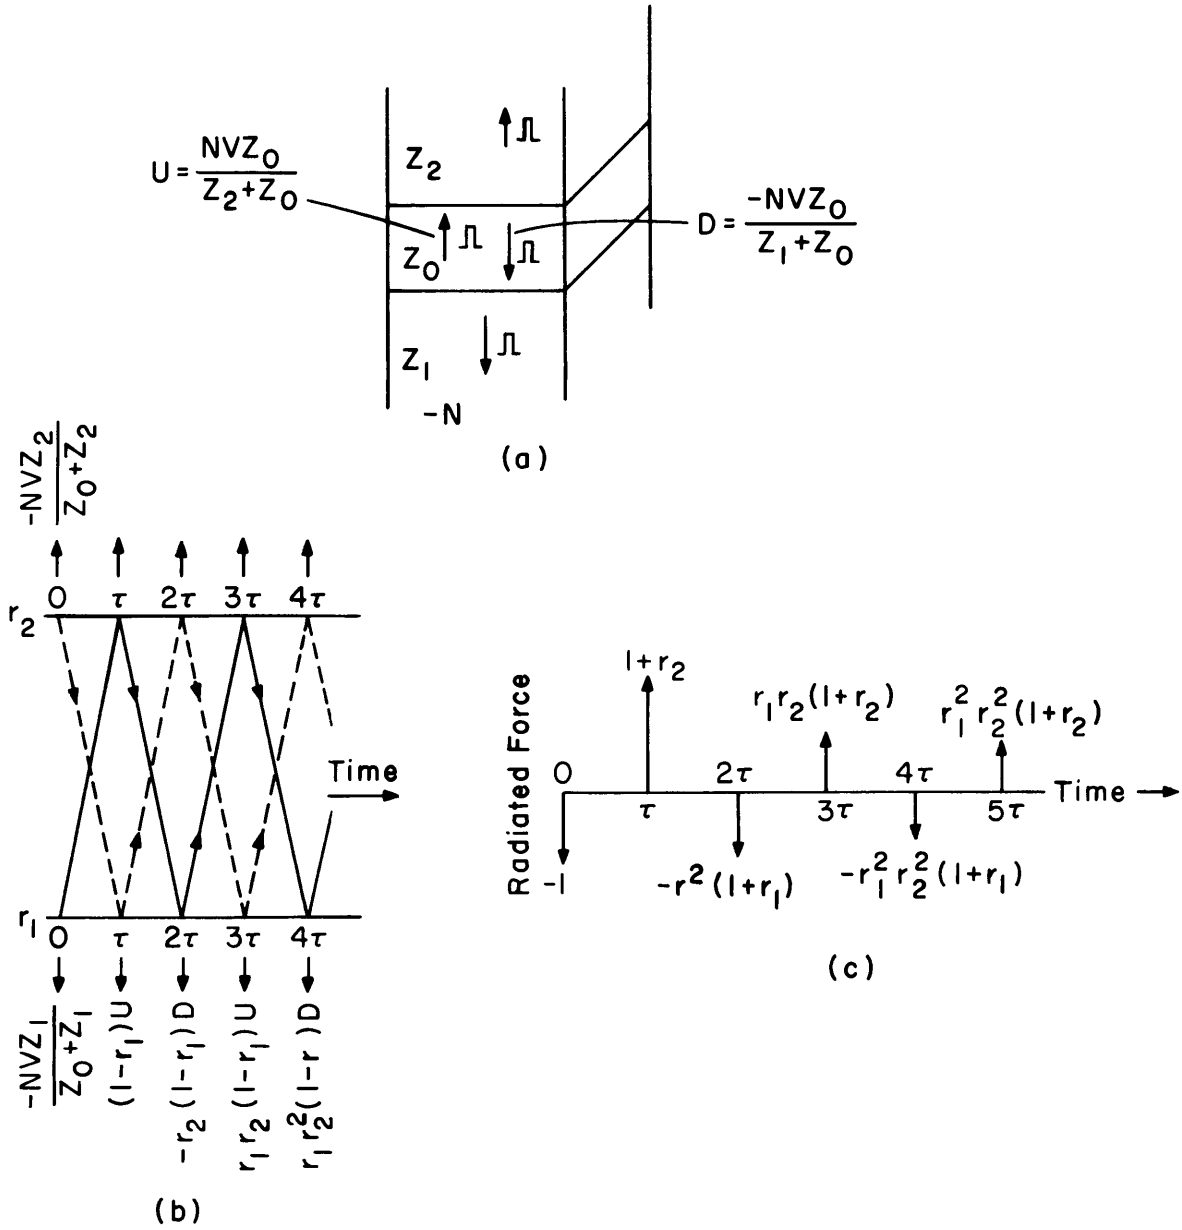 Z₂
U = NVZ₀ / Z₂+Z₀
Z₀
D = -NVZ₀ / Z₁+Z₀
Z₁
-N
(a)
-NVZ₂ / Z₀+Z₂
0 τ 2τ 3τ 4τ
r₂
Time
r₁
0 τ 2τ 3τ 4τ
-NVZ₁ / Z₀+Z₁
(1-r₁)U
-r₂(1-r₁)D
r₁r₂(1-r₁)U
r₁r₂²(1-r)D
(b)
Radiated Force
1+r₂
r₁r₂(1+r₂)
r₁²r₂²(1+r₂)
0 2τ 4τ
τ 3τ 5τ
Time
-1
-r²(1+r₁)
-r₁²r₂²(1+r₁)
(c)